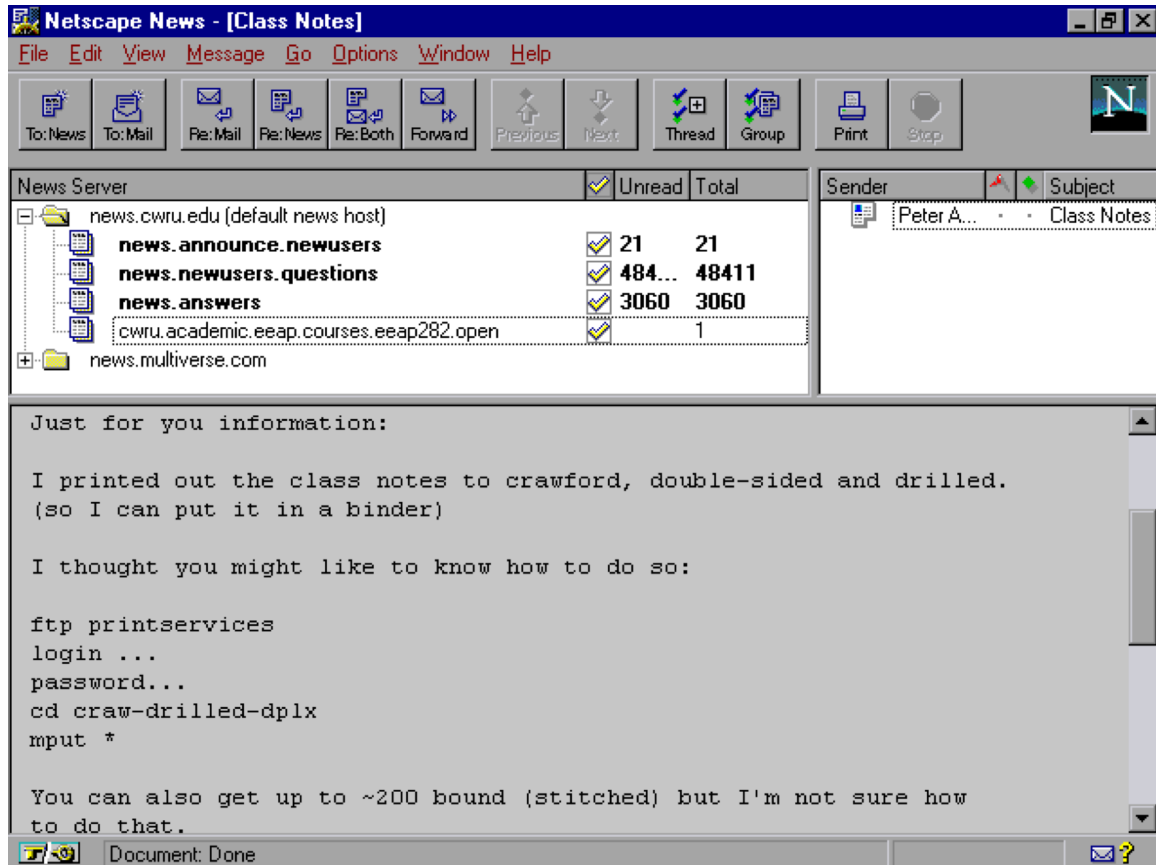 Netscape News - [Class Notes]
File Edit View Message Go Options Window Help
To:News To:Mail Re:Mail Re:News Re:Both Forward Previous Next Thread Group Print Stop N
News Server Unread Total Sender Subject
news.cwru.edu (default news host) Peter A... Class Notes
news.announce.newusers 21 21
news.newusers.questions 484... 48411
news.answers 3060 3060
cwru.academic.eeap.courses.eeap282.open 1
news.multiverse.com
Just for you information:
I printed out the class notes to crawford, double-sided and drilled.
(so I can put it in a binder)
I thought you might like to know how to do so:
ftp printservices
login ...
password...
cd craw-drilled-dplx
mput *
You can also get up to ~200 bound (stitched) but I'm not sure how
to do that.
Document: Done